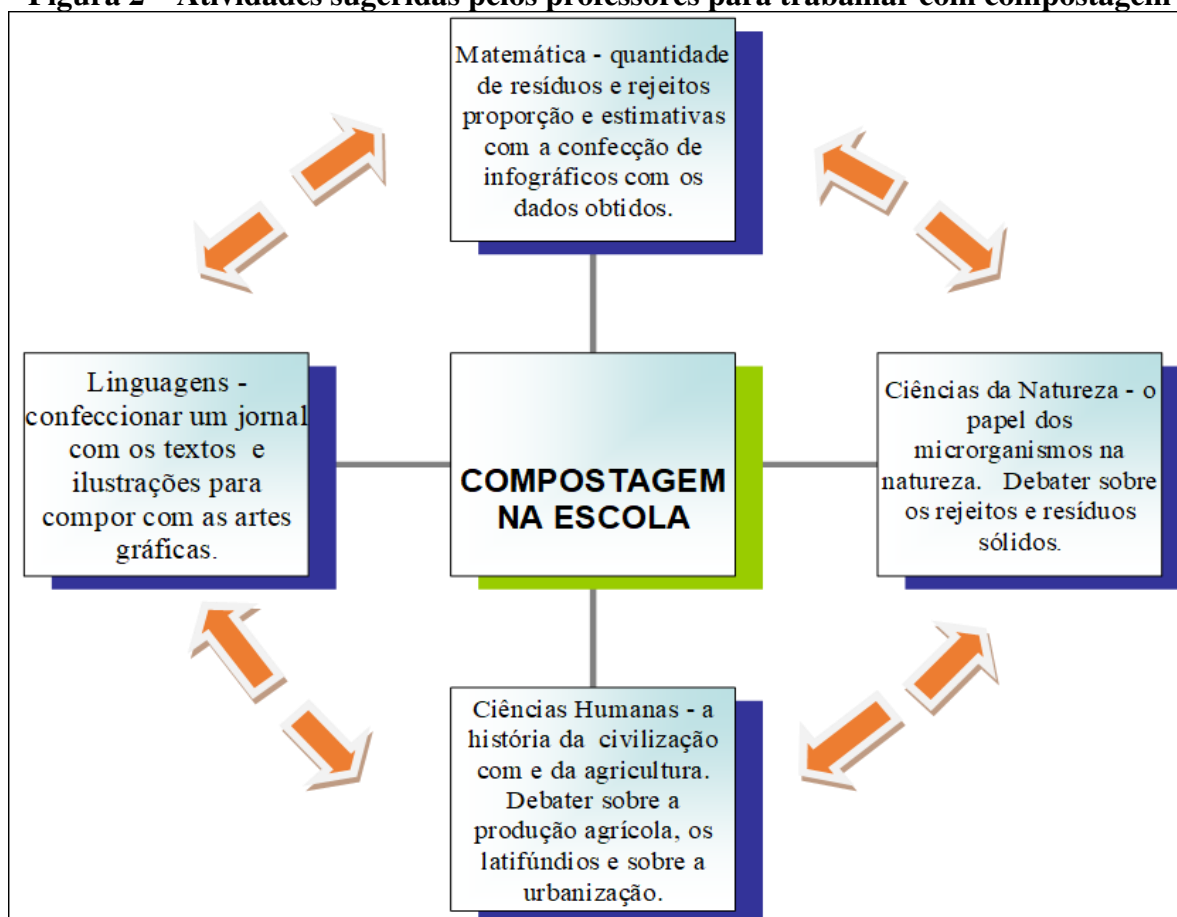 Figura 2 – Atividades sugeridas pelos professores para trabalhar com compostagem
Matemática - quantidade
de resíduos e rejeitos
proporção e estimativas
com a confecção de
infográficos com os
dados obtidos.
Linguagens -
confeccionar um jornal
com os textos e
ilustrações para
compor com as artes
gráficas.
COMPOSTAGEM
NA ESCOLA
Ciências da Natureza - o
papel dos
microrganismos na
natureza. Debater sobre
os rejeitos e resíduos
sólidos.
Ciências Humanas - a
história da civilização
com e da agricultura.
Debater sobre a
produção agrícola, os
latifúndios e sobre a
urbanização.